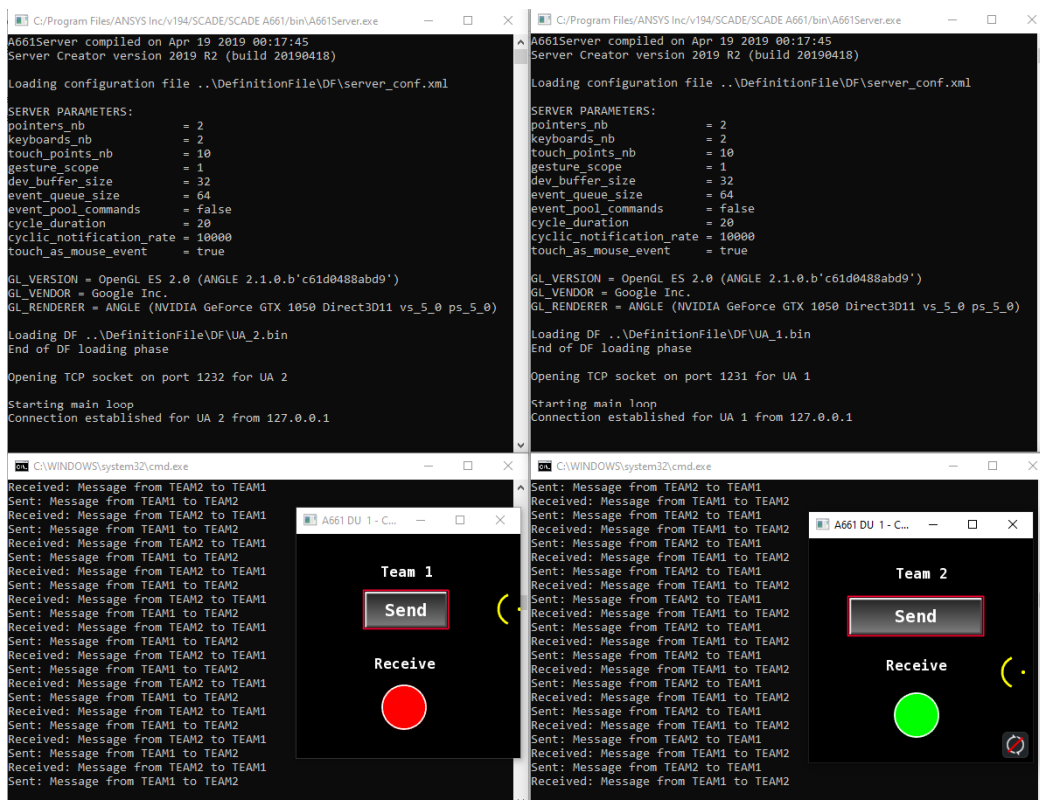 C:/Program Files/ANSYS Inc/v194/SCADE/SCADE A661/bin\A661Server.exe
A661Server compiled on Apr 19 2019 00:17:45
Server Creator version 2019 R2 (build 20190418)
Loading configuration file ..\DefinitionFile\DF\server_conf.xml
SERVER PARAMETERS:
pointers_nb = 2
keyboards_nb = 2
touch_points_nb = 10
gesture_scope = 1
dev_buffer_size = 32
event_queue_size = 64
event_pool_commands = false
cycle_duration = 20
cyclic_notification_rate = 10000
touch_as_mouse_event = true
GL_VERSION = OpenGL ES 2.0 (ANGLE 2.1.0.b'c61d0488abd9')
GL_VENDOR = Google Inc.
GL_RENDERER = ANGLE (NVIDIA GeForce GTX 1050 Direct3D11 vs_5_0 ps_5_0)
Loading DF ..\DefinitionFile\DF\UA_2.bin
End of DF loading phase
Opening TCP socket on port 1232 for UA 2
Starting main loop
Connection established for UA 2 from 127.0.0.1
C:/Program Files/ANSYS Inc/v194/SCADE/SCADE A661/bin\A661Server.exe
A661Server compiled on Apr 19 2019 00:17:45
Server Creator version 2019 R2 (build 20190418)
Loading configuration file ..\DefinitionFile\DF\server_conf.xml
SERVER PARAMETERS:
pointers_nb = 2
keyboards_nb = 2
touch_points_nb = 10
gesture_scope = 1
dev_buffer_size = 32
event_queue_size = 64
event_pool_commands = false
cycle_duration = 20
cyclic_notification_rate = 10000
touch_as_mouse_event = true
GL_VERSION = OpenGL ES 2.0 (ANGLE 2.1.0.b'c61d0488abd9')
GL_VENDOR = Google Inc.
GL_RENDERER = ANGLE (NVIDIA GeForce GTX 1050 Direct3D11 vs_5_0 ps_5_0)
Loading DF ..\DefinitionFile\DF\UA_1.bin
End of DF loading phase
Opening TCP socket on port 1231 for UA 1
Starting main loop
Connection established for UA 1 from 127.0.0.1
C:\WINDOWS\system32\cmd.exe
Received: Message from TEAM2 to TEAM1
Sent: Message from TEAM1 to TEAM2
Received: Message from TEAM2 to TEAM1
Sent: Message from TEAM1 to TEAM2
Received: Message from TEAM2 to TEAM1
Sent: Message from TEAM1 to TEAM2
Received: Message from TEAM2 to TEAM1
Sent: Message from TEAM1 to TEAM2
Received: Message from TEAM2 to TEAM1
Sent: Message from TEAM1 to TEAM2
Received: Message from TEAM2 to TEAM1
Sent: Message from TEAM1 to TEAM2
Received: Message from TEAM2 to TEAM1
Sent: Message from TEAM1 to TEAM2
Received: Message from TEAM2 to TEAM1
Sent: Message from TEAM1 to TEAM2
Received: Message from TEAM2 to TEAM1
Sent: Message from TEAM1 to TEAM2
Received: Message from TEAM2 to TEAM1
Sent: Message from TEAM1 to TEAM2
Received: Message from TEAM2 to TEAM1
Sent: Message from TEAM1 to TEAM2
A661 DU 1 - C...
Team 1
Send
Receive
C:\WINDOWS\system32\cmd.exe
Sent: Message from TEAM2 to TEAM1
Received: Message from TEAM1 to TEAM2
Sent: Message from TEAM2 to TEAM1
Received: Message from TEAM1 to TEAM2
Sent: Message from TEAM2 to TEAM1
Received: Message from TEAM1 to TEAM2
Sent: Message from TEAM2 to TEAM1
Received: Message from TEAM1 to TEAM2
Sent: Message from TEAM2 to TEAM1
Received: Message from TEAM1 to TEAM2
Sent: Message from TEAM2 to TEAM1
Received: Message from TEAM1 to TEAM2
Sent: Message from TEAM2 to TEAM1
Received: Message from TEAM1 to TEAM2
Sent: Message from TEAM2 to TEAM1
Received: Message from TEAM1 to TEAM2
Sent: Message from TEAM2 to TEAM1
Received: Message from TEAM1 to TEAM2
Sent: Message from TEAM2 to TEAM1
Received: Message from TEAM1 to TEAM2
Sent: Message from TEAM2 to TEAM1
Received: Message from TEAM1 to TEAM2
A661 DU 1 - C...
Team 2
Send
Receive